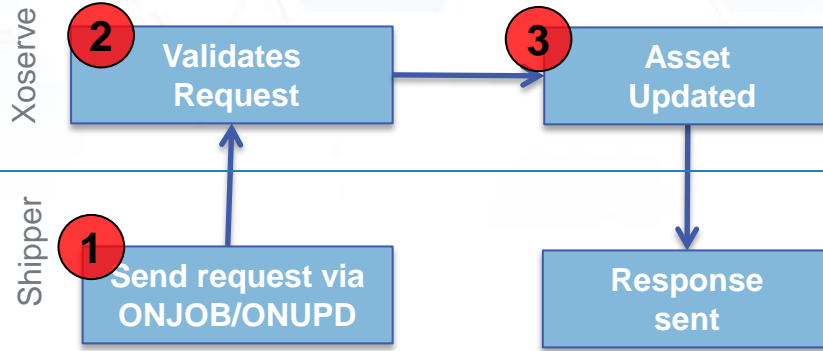 Xoserve
2
Validates
Request
3
Asset
Updated
Shipper
1
Send request via
ONJOB/ONUPD
Response
sent